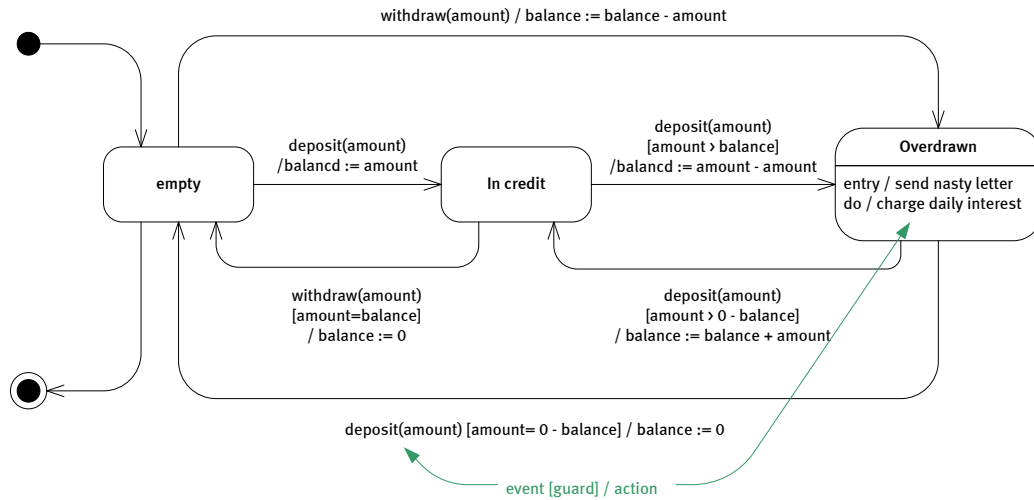 withdraw(amount) / balance := balance - amount
deposit(amount)
/balancd := amount
deposit(amount)
[amount > balance]
/balancd := amount - amount
empty
In credit
Overdrawn
entry / send nasty letter
do / charge daily interest
withdraw(amount)
[amount=balance]
/ balance := 0
deposit(amount)
[amount > 0 - balance]
/ balance := balance + amount
deposit(amount) [amount= 0 - balance] / balance := 0
event [guard] / action